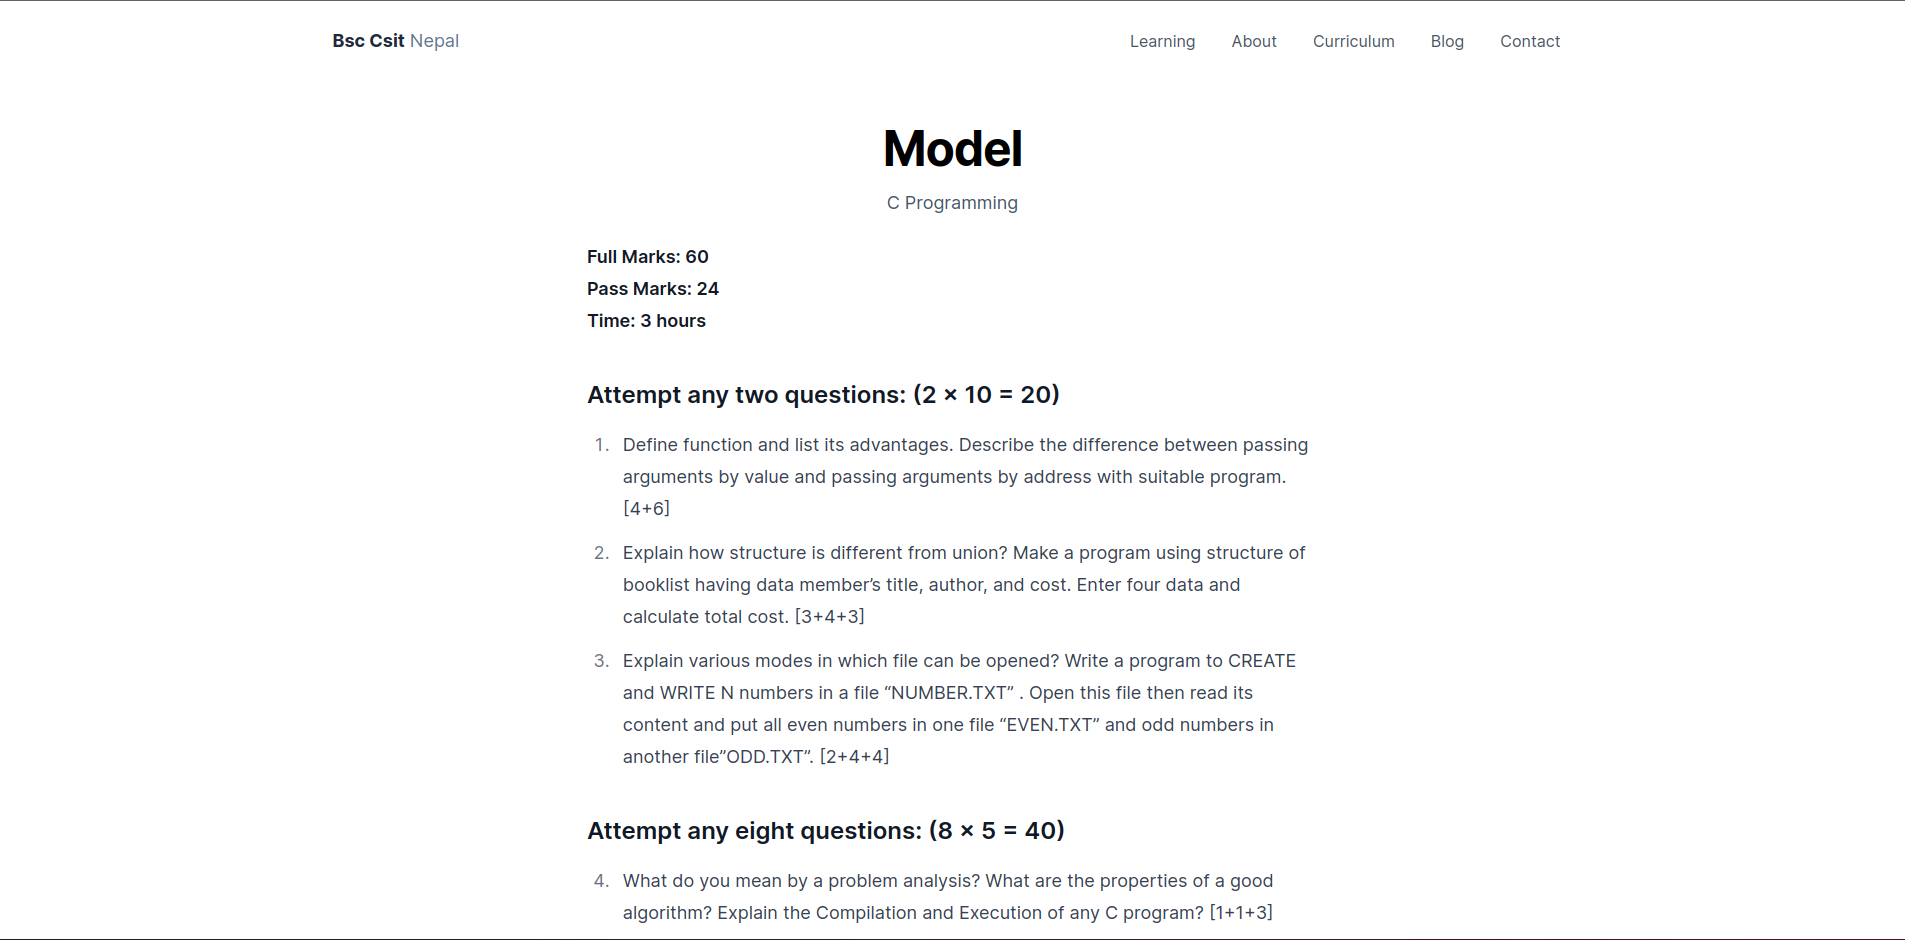 Bsc Csit Nepal
Learning About Curriculum Blog Contact
Model
C Programming
Full Marks: 60
Pass Marks: 24
Time: 3 hours
Attempt any two questions: (2 × 10 = 20)
1. Define function and list its advantages. Describe the difference between passing
arguments by value and passing arguments by address with suitable program.
[4+6]
2. Explain how structure is different from union? Make a program using structure of
booklist having data member’s title, author, and cost. Enter four data and
calculate total cost. [3+4+3]
3. Explain various modes in which file can be opened? Write a program to CREATE
and WRITE N numbers in a file “NUMBER.TXT” . Open this file then read its
content and put all even numbers in one file “EVEN.TXT” and odd numbers in
another file”ODD.TXT”. [2+4+4]
Attempt any eight questions: (8 × 5 = 40)
4. What do you mean by a problem analysis? What are the properties of a good
algorithm? Explain the Compilation and Execution of any C program? [1+1+3]